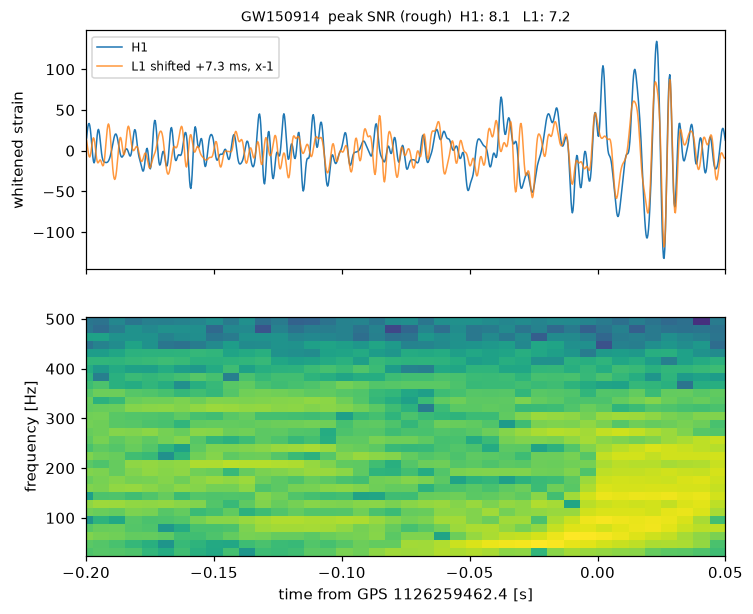 GW150914  peak SNR (rough)  H1: 8.1   L1: 7.2
H1
L1 shifted +7.3 ms, x-1
whitened strain
100
50
0
−50
−100
frequency [Hz]
500
400
300
200
100
−0.20
−0.15
−0.10
−0.05
0.00
0.05
time from GPS 1126259462.4 [s]